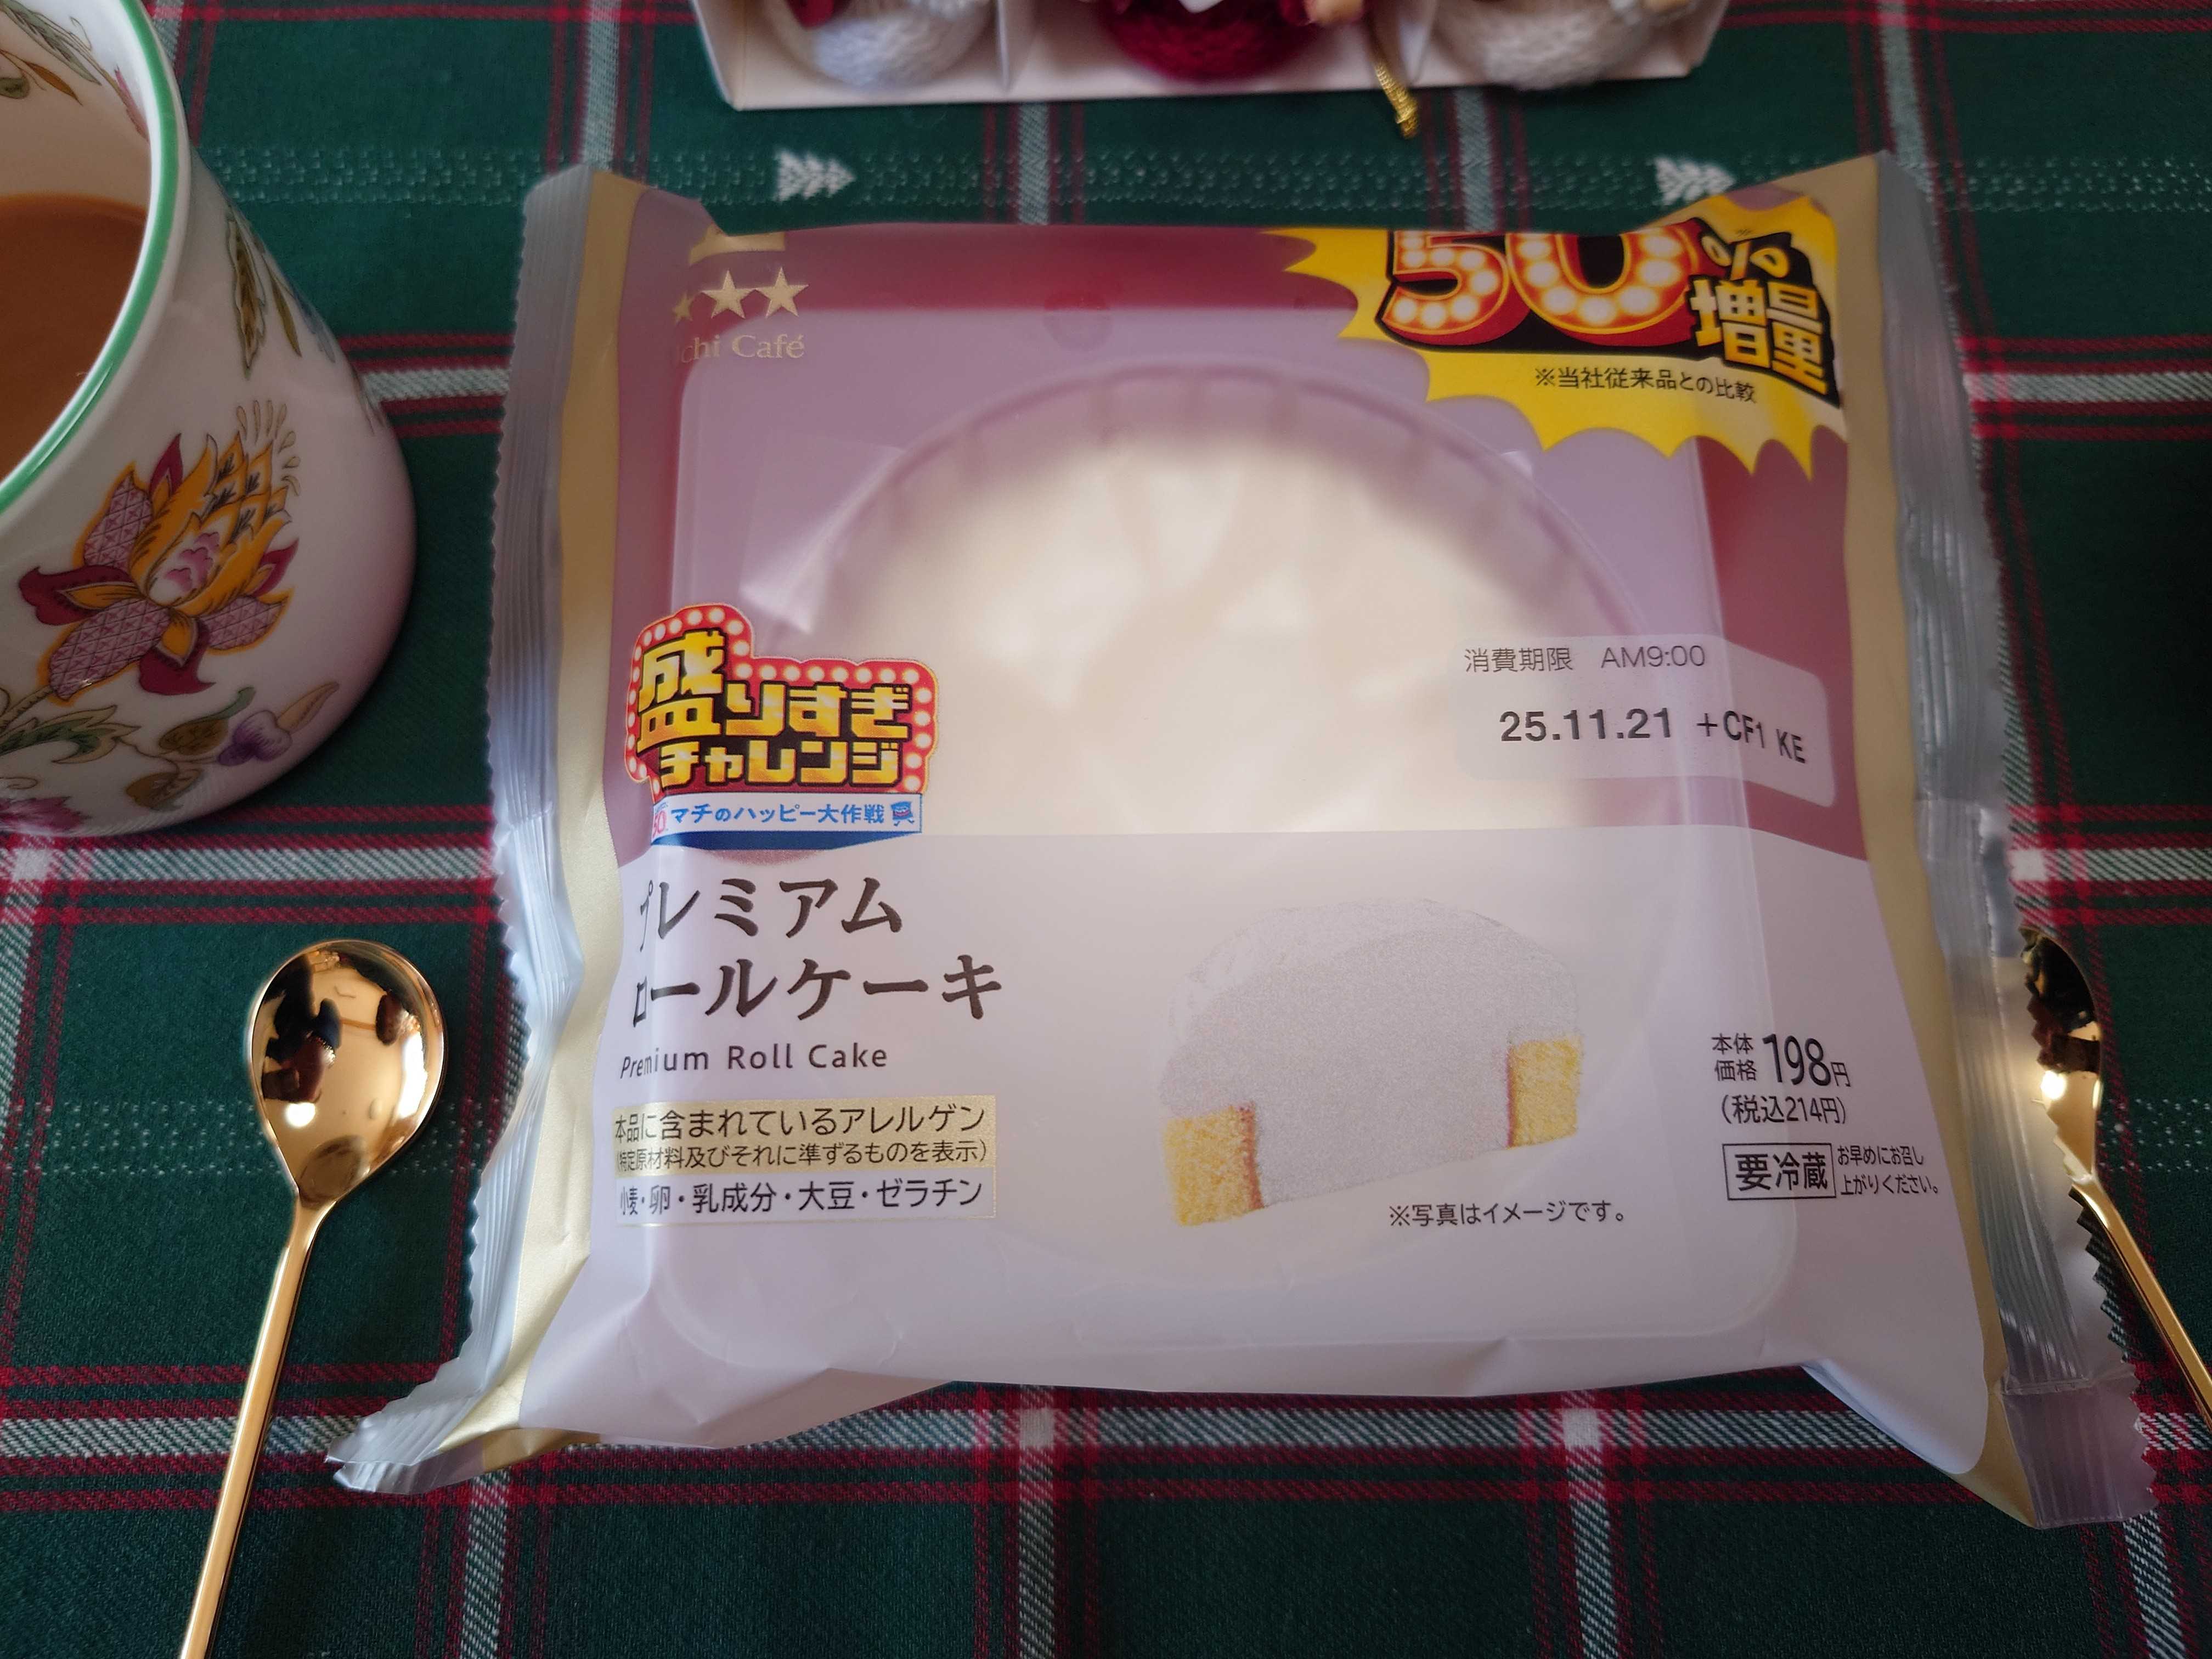 Café
50%
増量
※当社従来品との比較
消費期限 AM9:00
25.11.21 +CF1 KE
盛りすぎ
チャレンジ
マチのハッピー大作戦
プレミアム
ロールケーキ
Premium Roll Cake
本品に含まれているアレルゲン
(特定原材料及びそれに準ずるものを表示)
小麦・卵・乳成分・大豆・ゼラチン
※写真はイメージです。
本体価格 198円
(税込214円)
要冷蔵 お早めにお召し
上がりください。